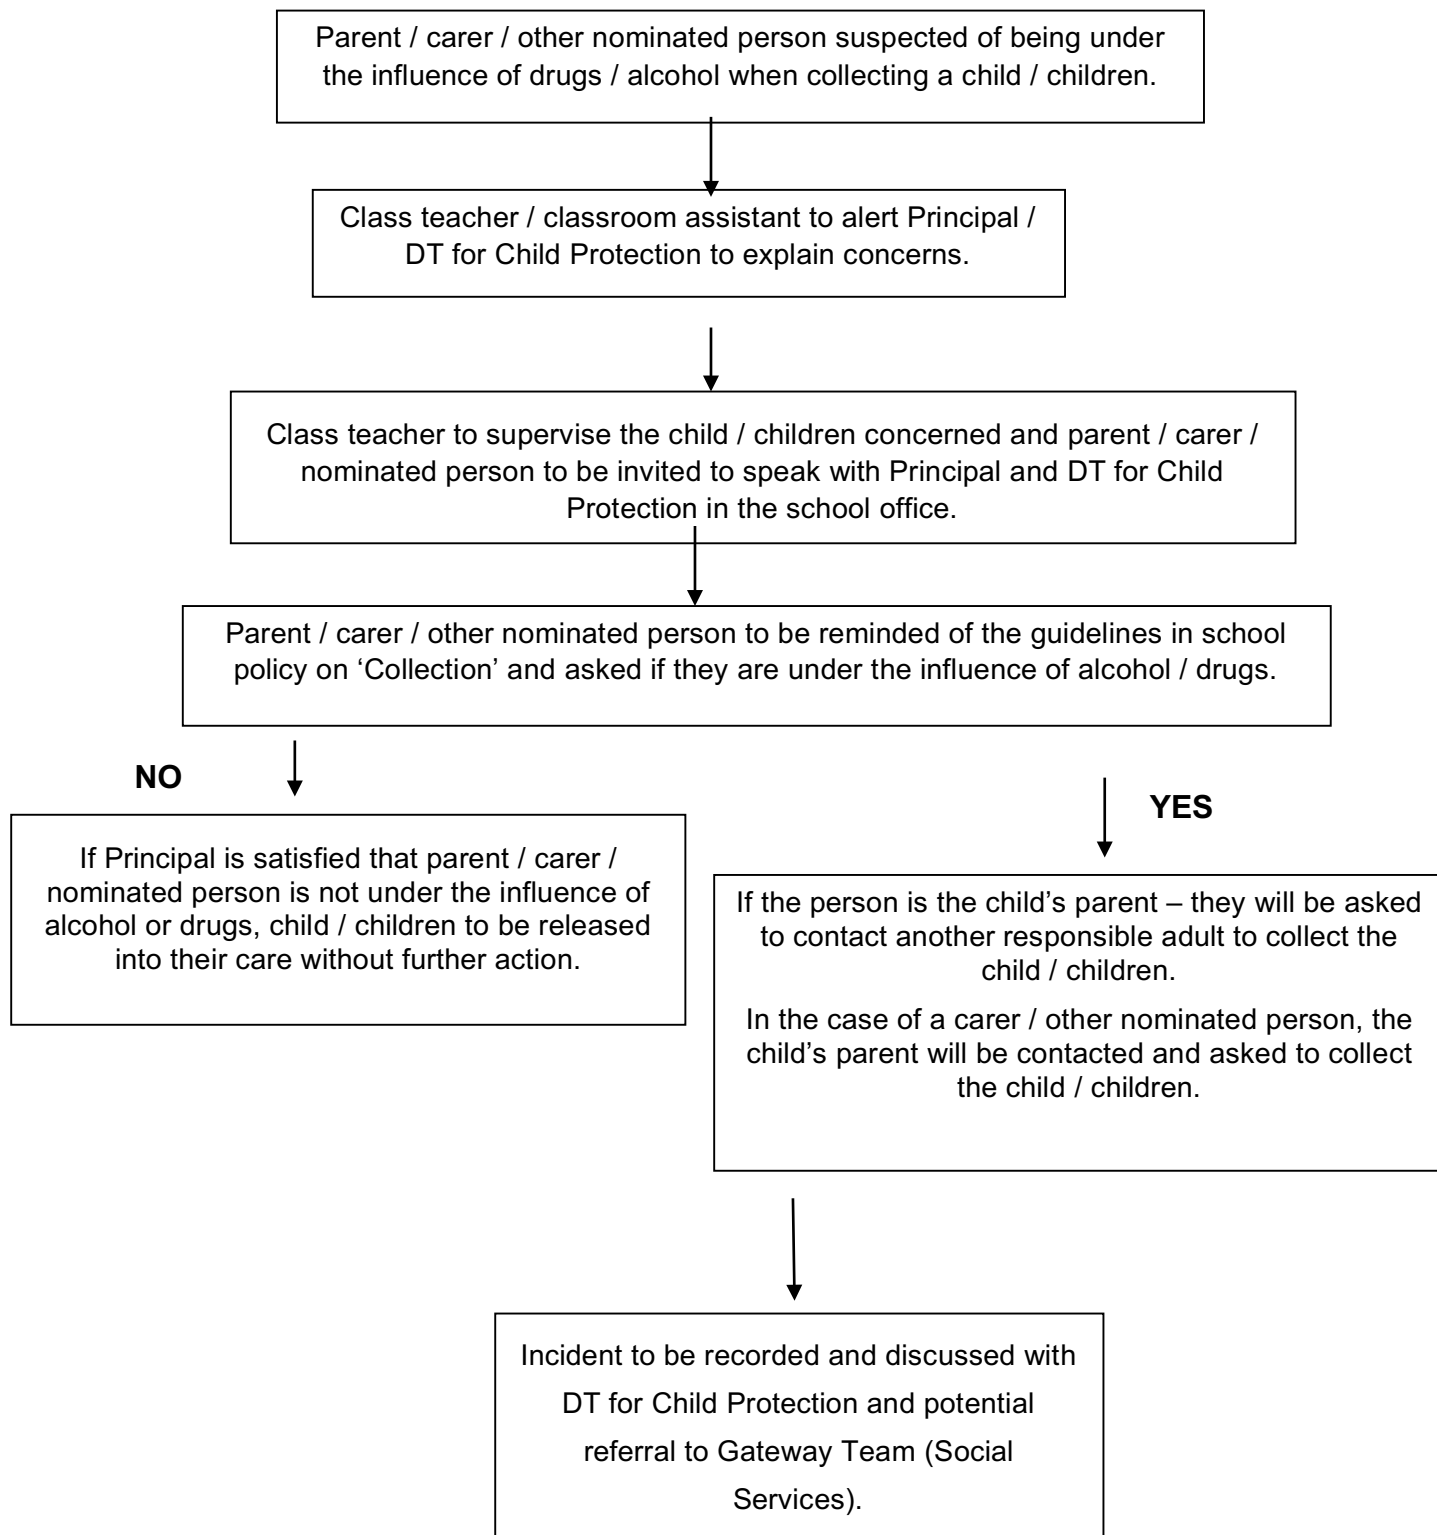 Parent / carer / other nominated person suspected of being under
the influence of drugs / alcohol when collecting a child / children.
Class teacher / classroom assistant to alert Principal /
DT for Child Protection to explain concerns.
Class teacher to supervise the child / children concerned and parent / carer /
nominated person to be invited to speak with Principal and DT for Child
Protection in the school office.
Parent / carer / other nominated person to be reminded of the guidelines in school
policy on ‘Collection’ and asked if they are under the influence of alcohol / drugs.
NO
If Principal is satisfied that parent / carer /
nominated person is not under the influence of
alcohol or drugs, child / children to be released
into their care without further action.
YES
If the person is the child’s parent – they will be asked
to contact another responsible adult to collect the
child / children.
In the case of a carer / other nominated person, the
child’s parent will be contacted and asked to collect
the child / children.
Incident to be recorded and discussed with
DT for Child Protection and potential
referral to Gateway Team (Social
Services).